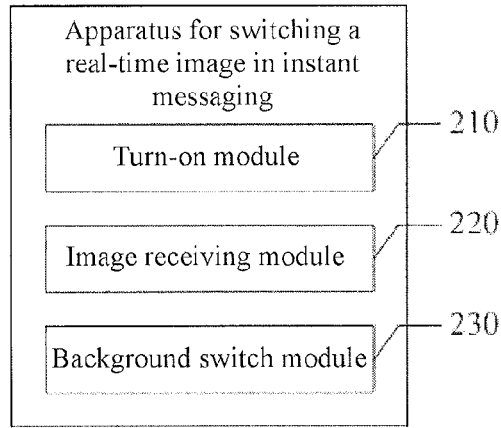 Apparatus for switching a
real-time image in instant
messaging
Turn-on module
210
Image receiving module
220
Background switch module
230